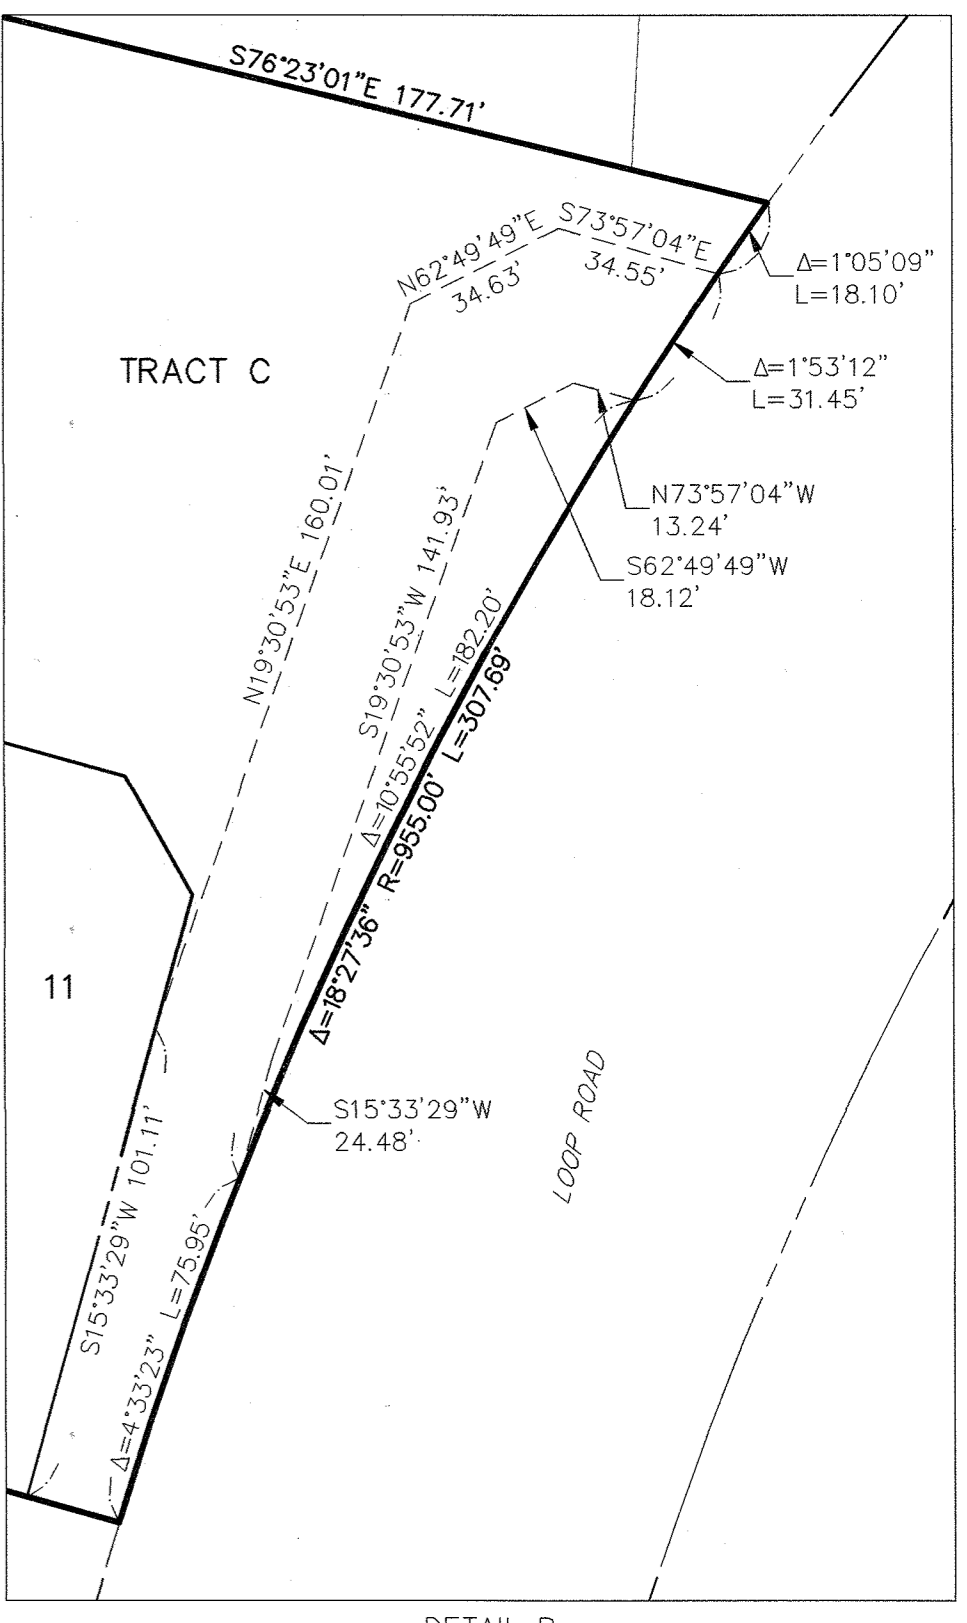 S76°23'01"E 177.71'
N62°49'49"E
34.63'
S73°57'04"E
34.55'
Δ=1°05'09"
L=18.10'
TRACT C
Δ=1°53'12"
L=31.45'
N73°57'04"W
13.24'
S62°49'49"W
18.12'
N19°30'53"E 160.01'
S19°30'53"W 141.93'
Δ=10°55'52" L=182.20'
Δ=18°27'36" R=955.00' L=307.69'
11
S15°33'29"W
24.48'
LOOP ROAD
S15°33'29"W 101.11'
Δ=4°33'23" L=75.95'
DETAIL